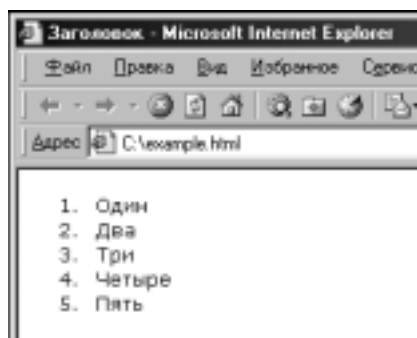 Заголовок - Microsoft Internet Explorer
Файл Правка Вид Избранное Сервис
Адрес C:\example.html
1. Один
2. Два
3. Три
4. Четыре
5. Пять